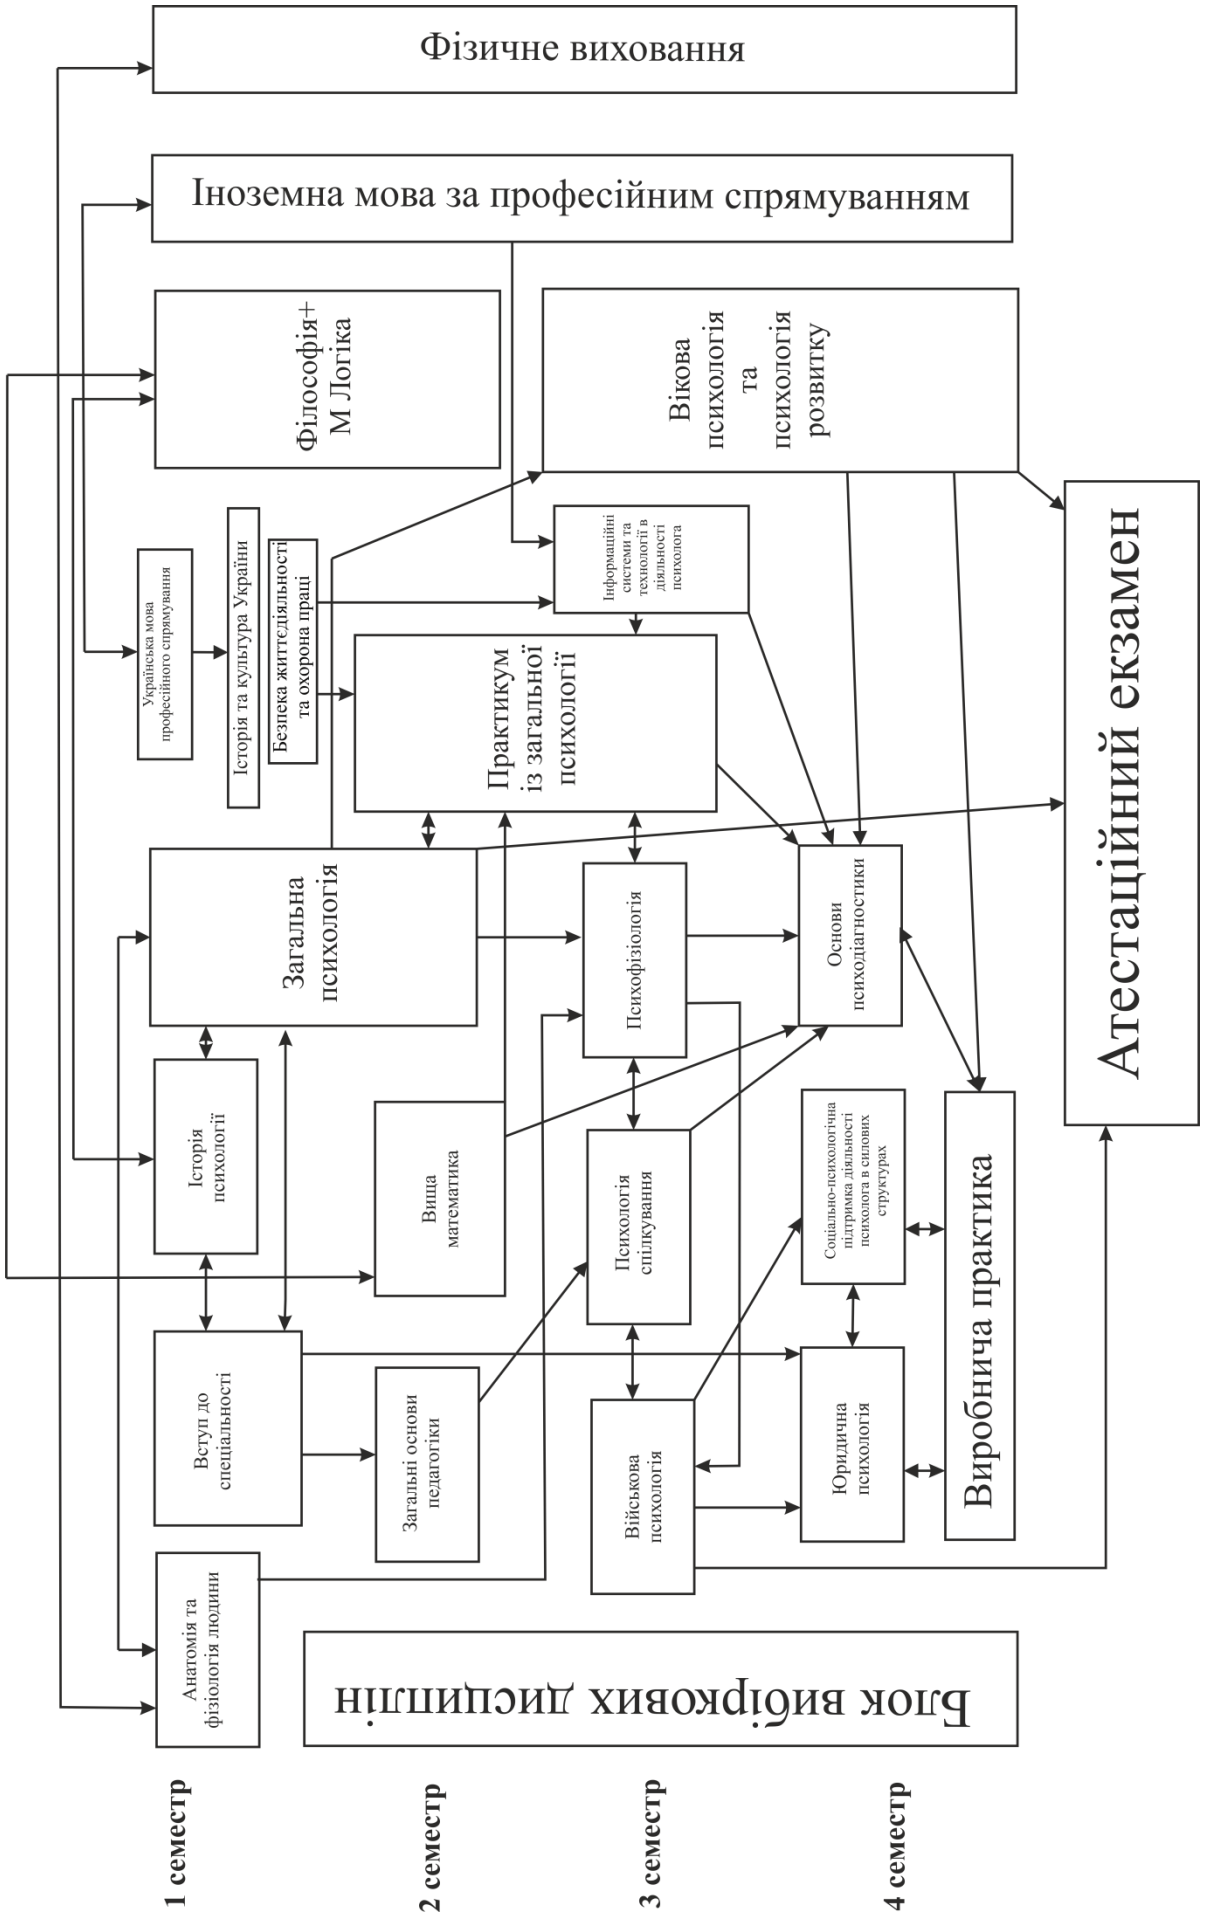 Фізичне виховання
Іноземна мова за професійним спрямуванням
Філософія+
М Логіка
Вікова
психологія
та
психологія
розвитку
Українська мова
професійного спрямування
Історія та культура України
Безпека життєдіяльності
та охорона праці
Інформаційні
системи та
технології в
діяльності
психолога
Практикум
із загальної
психології
Атестаційний екзамен
Загальна
психологія
Психофізіологія
Основи
психодіагностики
Історія
психології
Вища
математика
Психологія
спілкування
Соціально-психологічна
підтримка діяльності
психолога в силових
структурах
Виробнича практика
Вступ до
спеціальності
Загальні основи
педагогіки
Військова
психологія
Юридична
психологія
Анатомія та
фізіологія людини
Блок вибіркових дисциплін
1 семестр
2 семестр
3 семестр
4 семестр